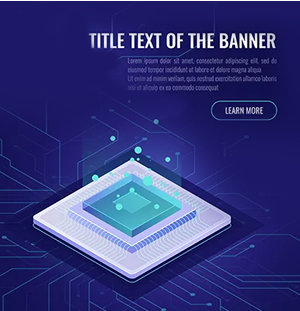 TITLE TEXT OF THE BANNER
Lorem ipsum dolor sit amet, consectetur adipiscing elit, sed do
eiusmod tempor incididunt ut labore et dolore magna aliqua
Ut enim ad minim veniam, quis nostrud exercitation ullamco
laboris nisi ut aliquip ex ea commodo consequat
LEARN MORE